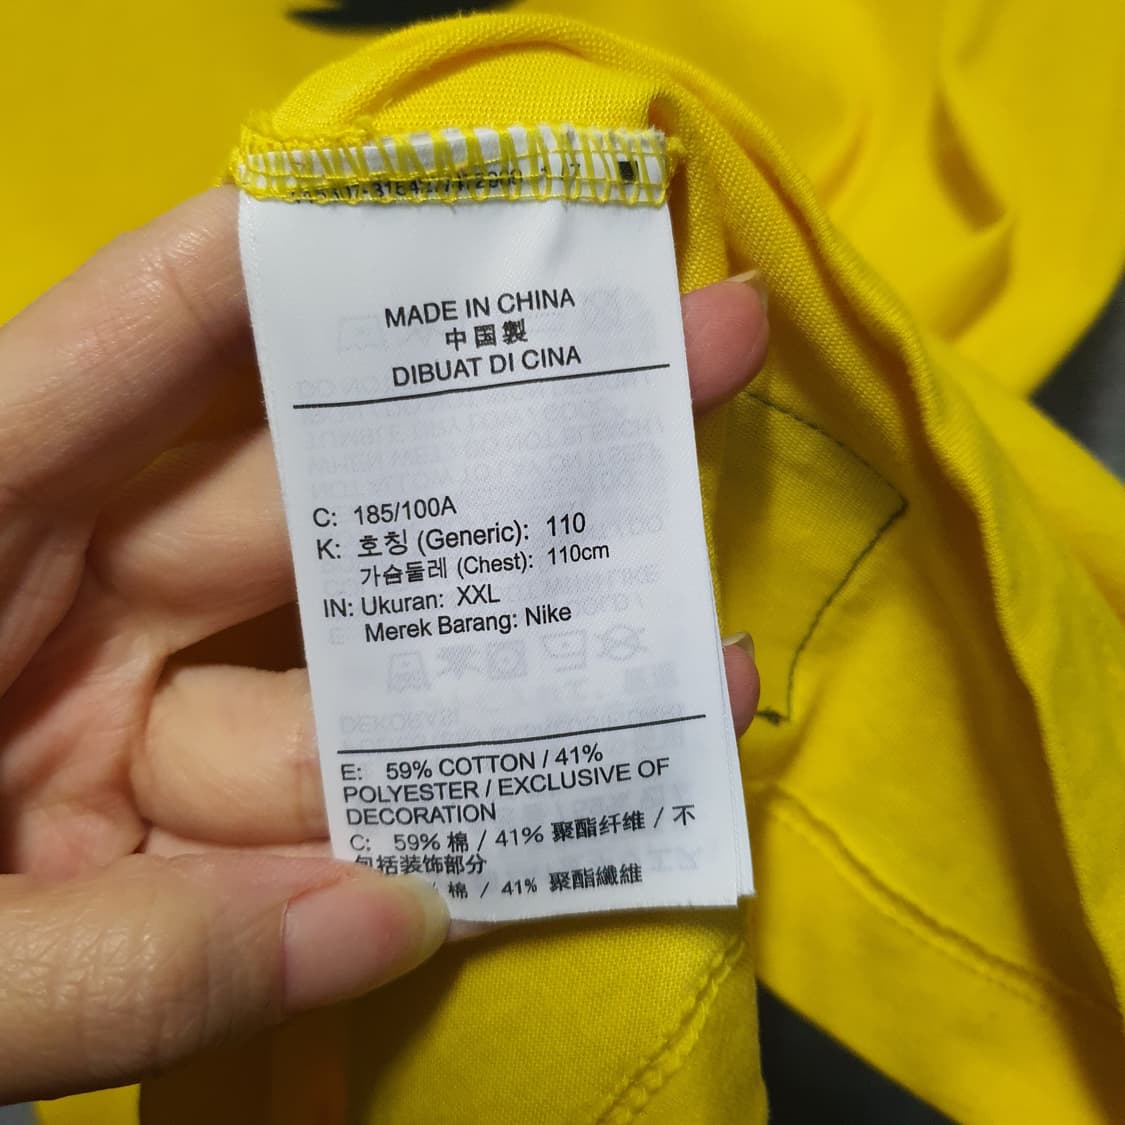 MADE IN CHINA
中国製
DIBUAT DI CINA
C: 185/100A
K: 호칭 (Generic): 110
가슴둘레 (Chest): 110cm
IN: Ukuran: XXL
Merek Barang: Nike
E: 59% COTTON / 41%
POLYESTER / EXCLUSIVE OF
DECORATION
C: 59% 棉 / 41% 聚酯纤维 / 不
包括装饰部分
棉 / 41% 聚酯纖維